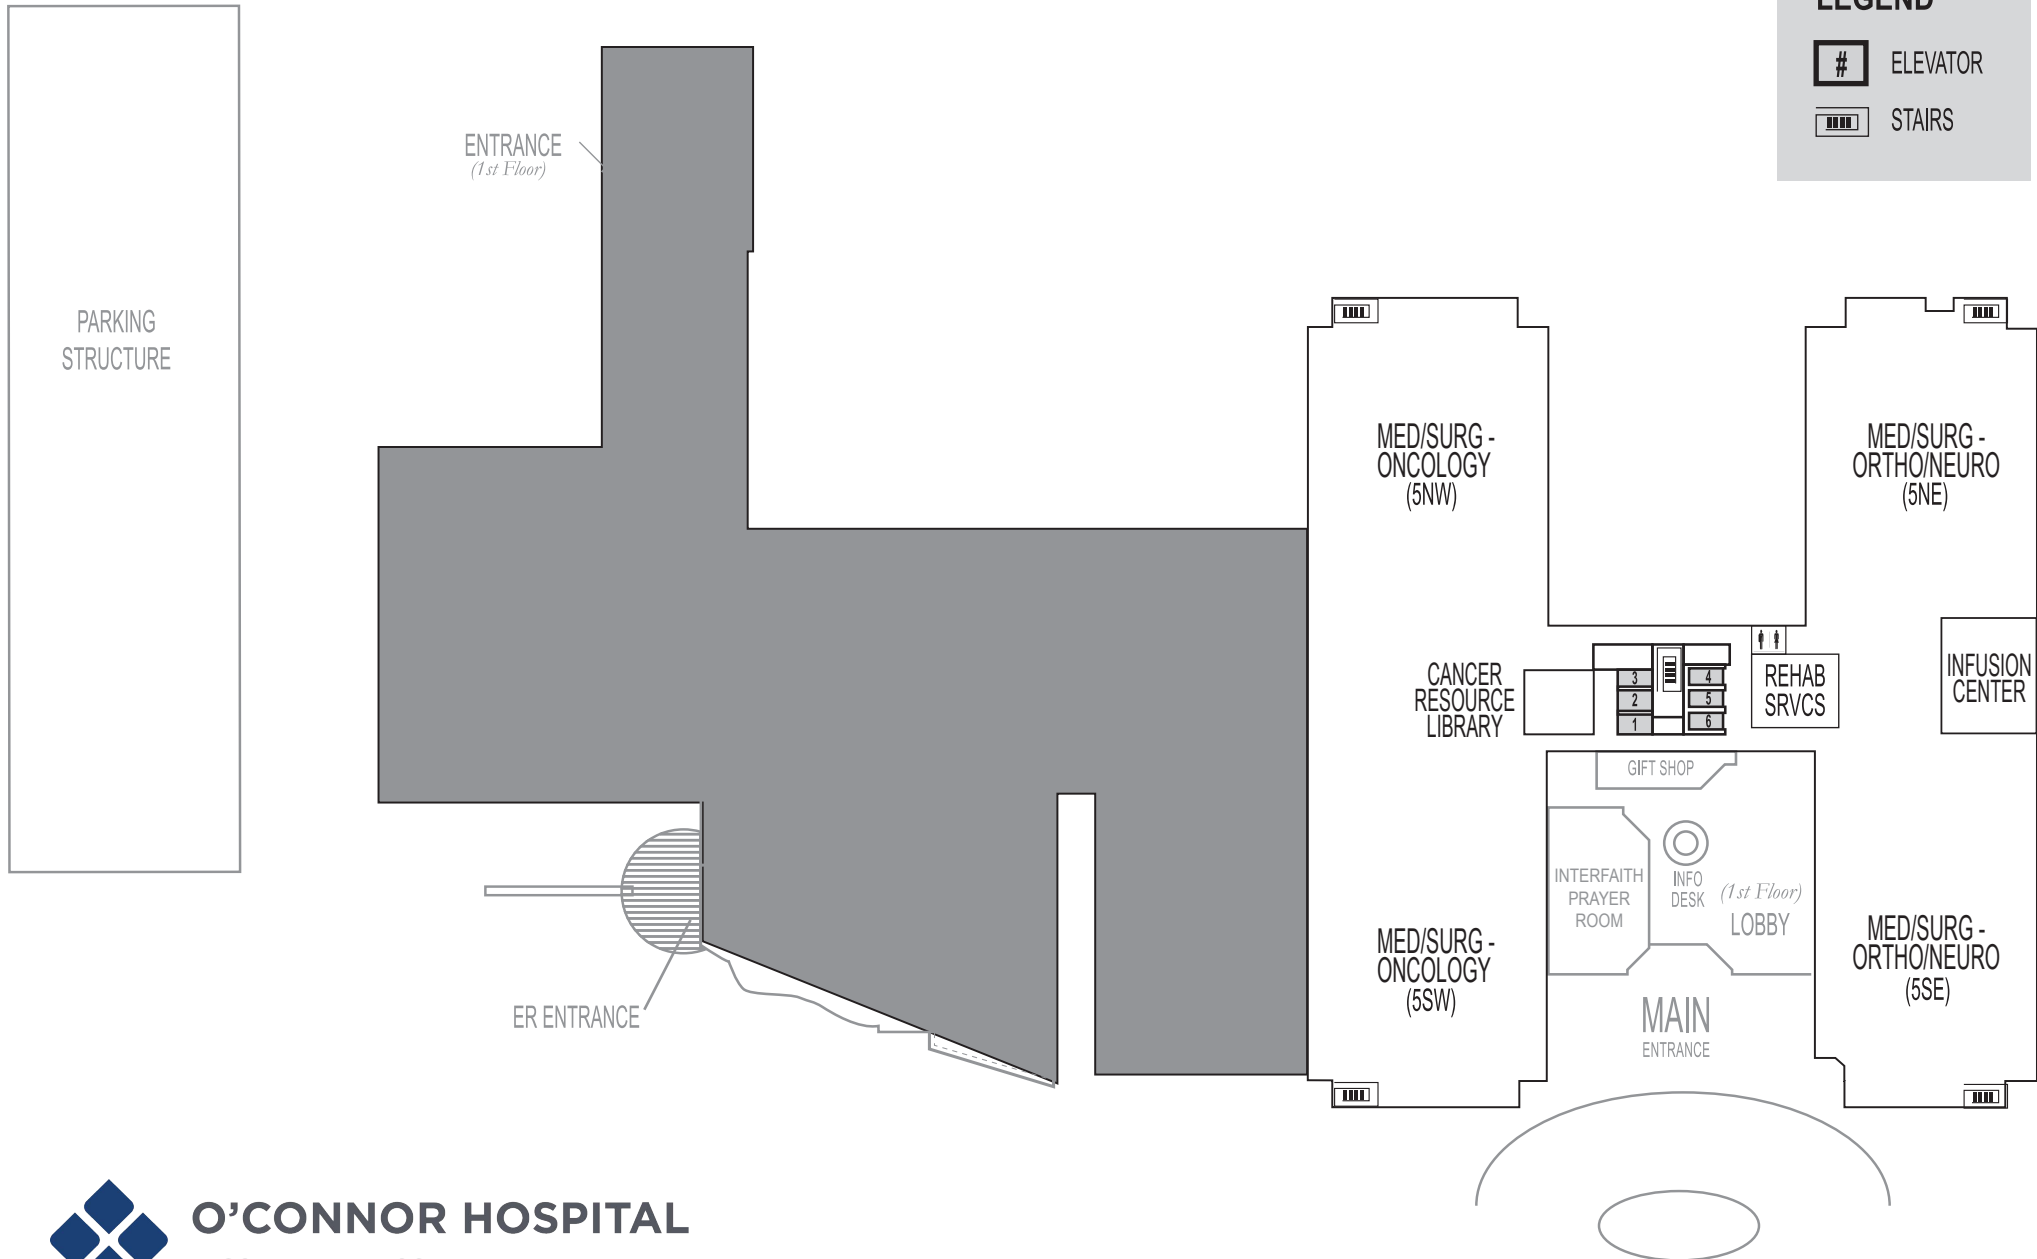 LEGEND
# ELEVATOR
STAIRS
ENTRANCE
(1st Floor)
PARKING
STRUCTURE
MED/SURG -
ONCOLOGY
(5NW)
MED/SURG -
ORTHO/NEURO
(5NE)
CANCER
RESOURCE
LIBRARY
3
2
1
4
5
6
REHAB
SRVCS
INFUSION
CENTER
GIFT SHOP
INTERFAITH
PRAYER
ROOM
INFO
DESK
(1st Floor)
LOBBY
MED/SURG -
ONCOLOGY
(5SW)
MED/SURG -
ORTHO/NEURO
(5SE)
MAIN
ENTRANCE
ER ENTRANCE
O’CONNOR HOSPITAL